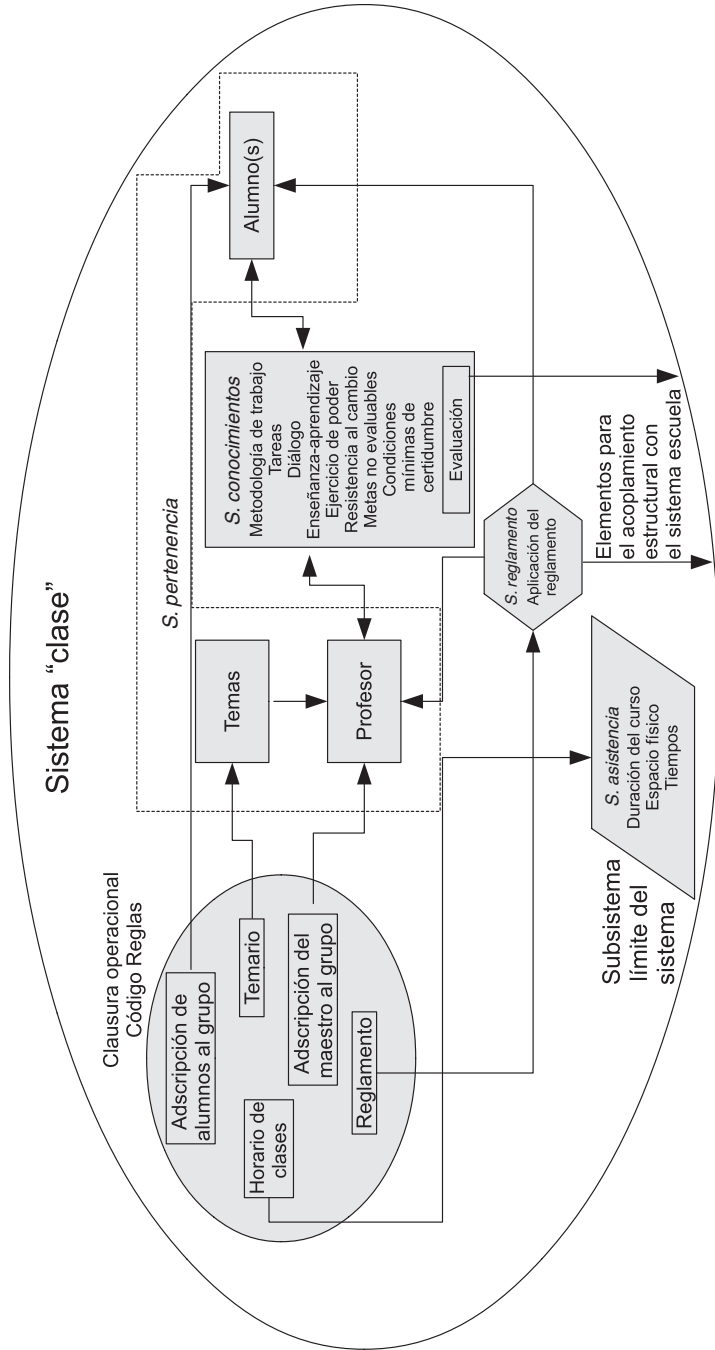 Sistema “clase”
Clausura operacional
Código Reglas
Adscripción de
alumnos al grupo
Temario
Horario de
clases
Adscripción del
maestro al grupo
Reglamento
S. pertenencia
Temas
Profesor
S. conocimientos
Metodología de trabajo
Tareas
Diálogo
Enseñanza-aprendizaje
Ejercicio de poder
Resistencia al cambio
Metas no evaluables
Condiciones
mínimas de
certidumbre
Evaluación
Alumno(s)
S. reglamento
Aplicación del
reglamento
Elementos para
el acoplamiento
estructural con
el sistema escuela
S. asistencia
Duración del curso
Espacio físico
Tiempos
Subsistema
límite del
sistema